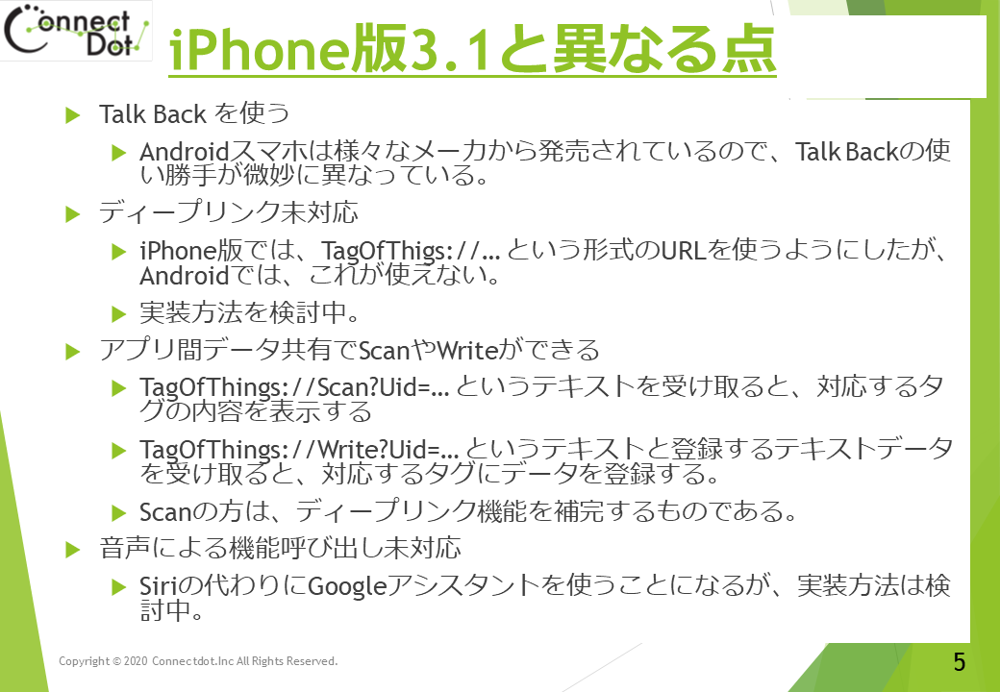 Connect
Dot
iPhone版3.1と異なる点
Talk Back を使う
Androidスマホは様々なメーカから発売されているので、Talk Backの使
い勝手が微妙に異なっている。
ディープリンク未対応
iPhone版では、TagOfThigs://… という形式のURLを使うようにしたが、
Androidでは、これが使えない。
実装方法を検討中。
アプリ間データ共有でScanやWriteができる
TagOfThings://Scan?Uid=… というテキストを受け取ると、対応するタ
グの内容を表示する
TagOfThings://Write?Uid=… というテキストと登録するテキストデータ
を受け取ると、対応するタグにデータを登録する。
Scanの方は、ディープリンク機能を補完するものである。
音声による機能呼び出し未対応
Siriの代わりにGoogleアシスタントを使うことになるが、実装方法は検
討中。
Copyright © 2020 Connectdot.Inc All Rights Reserved.
5